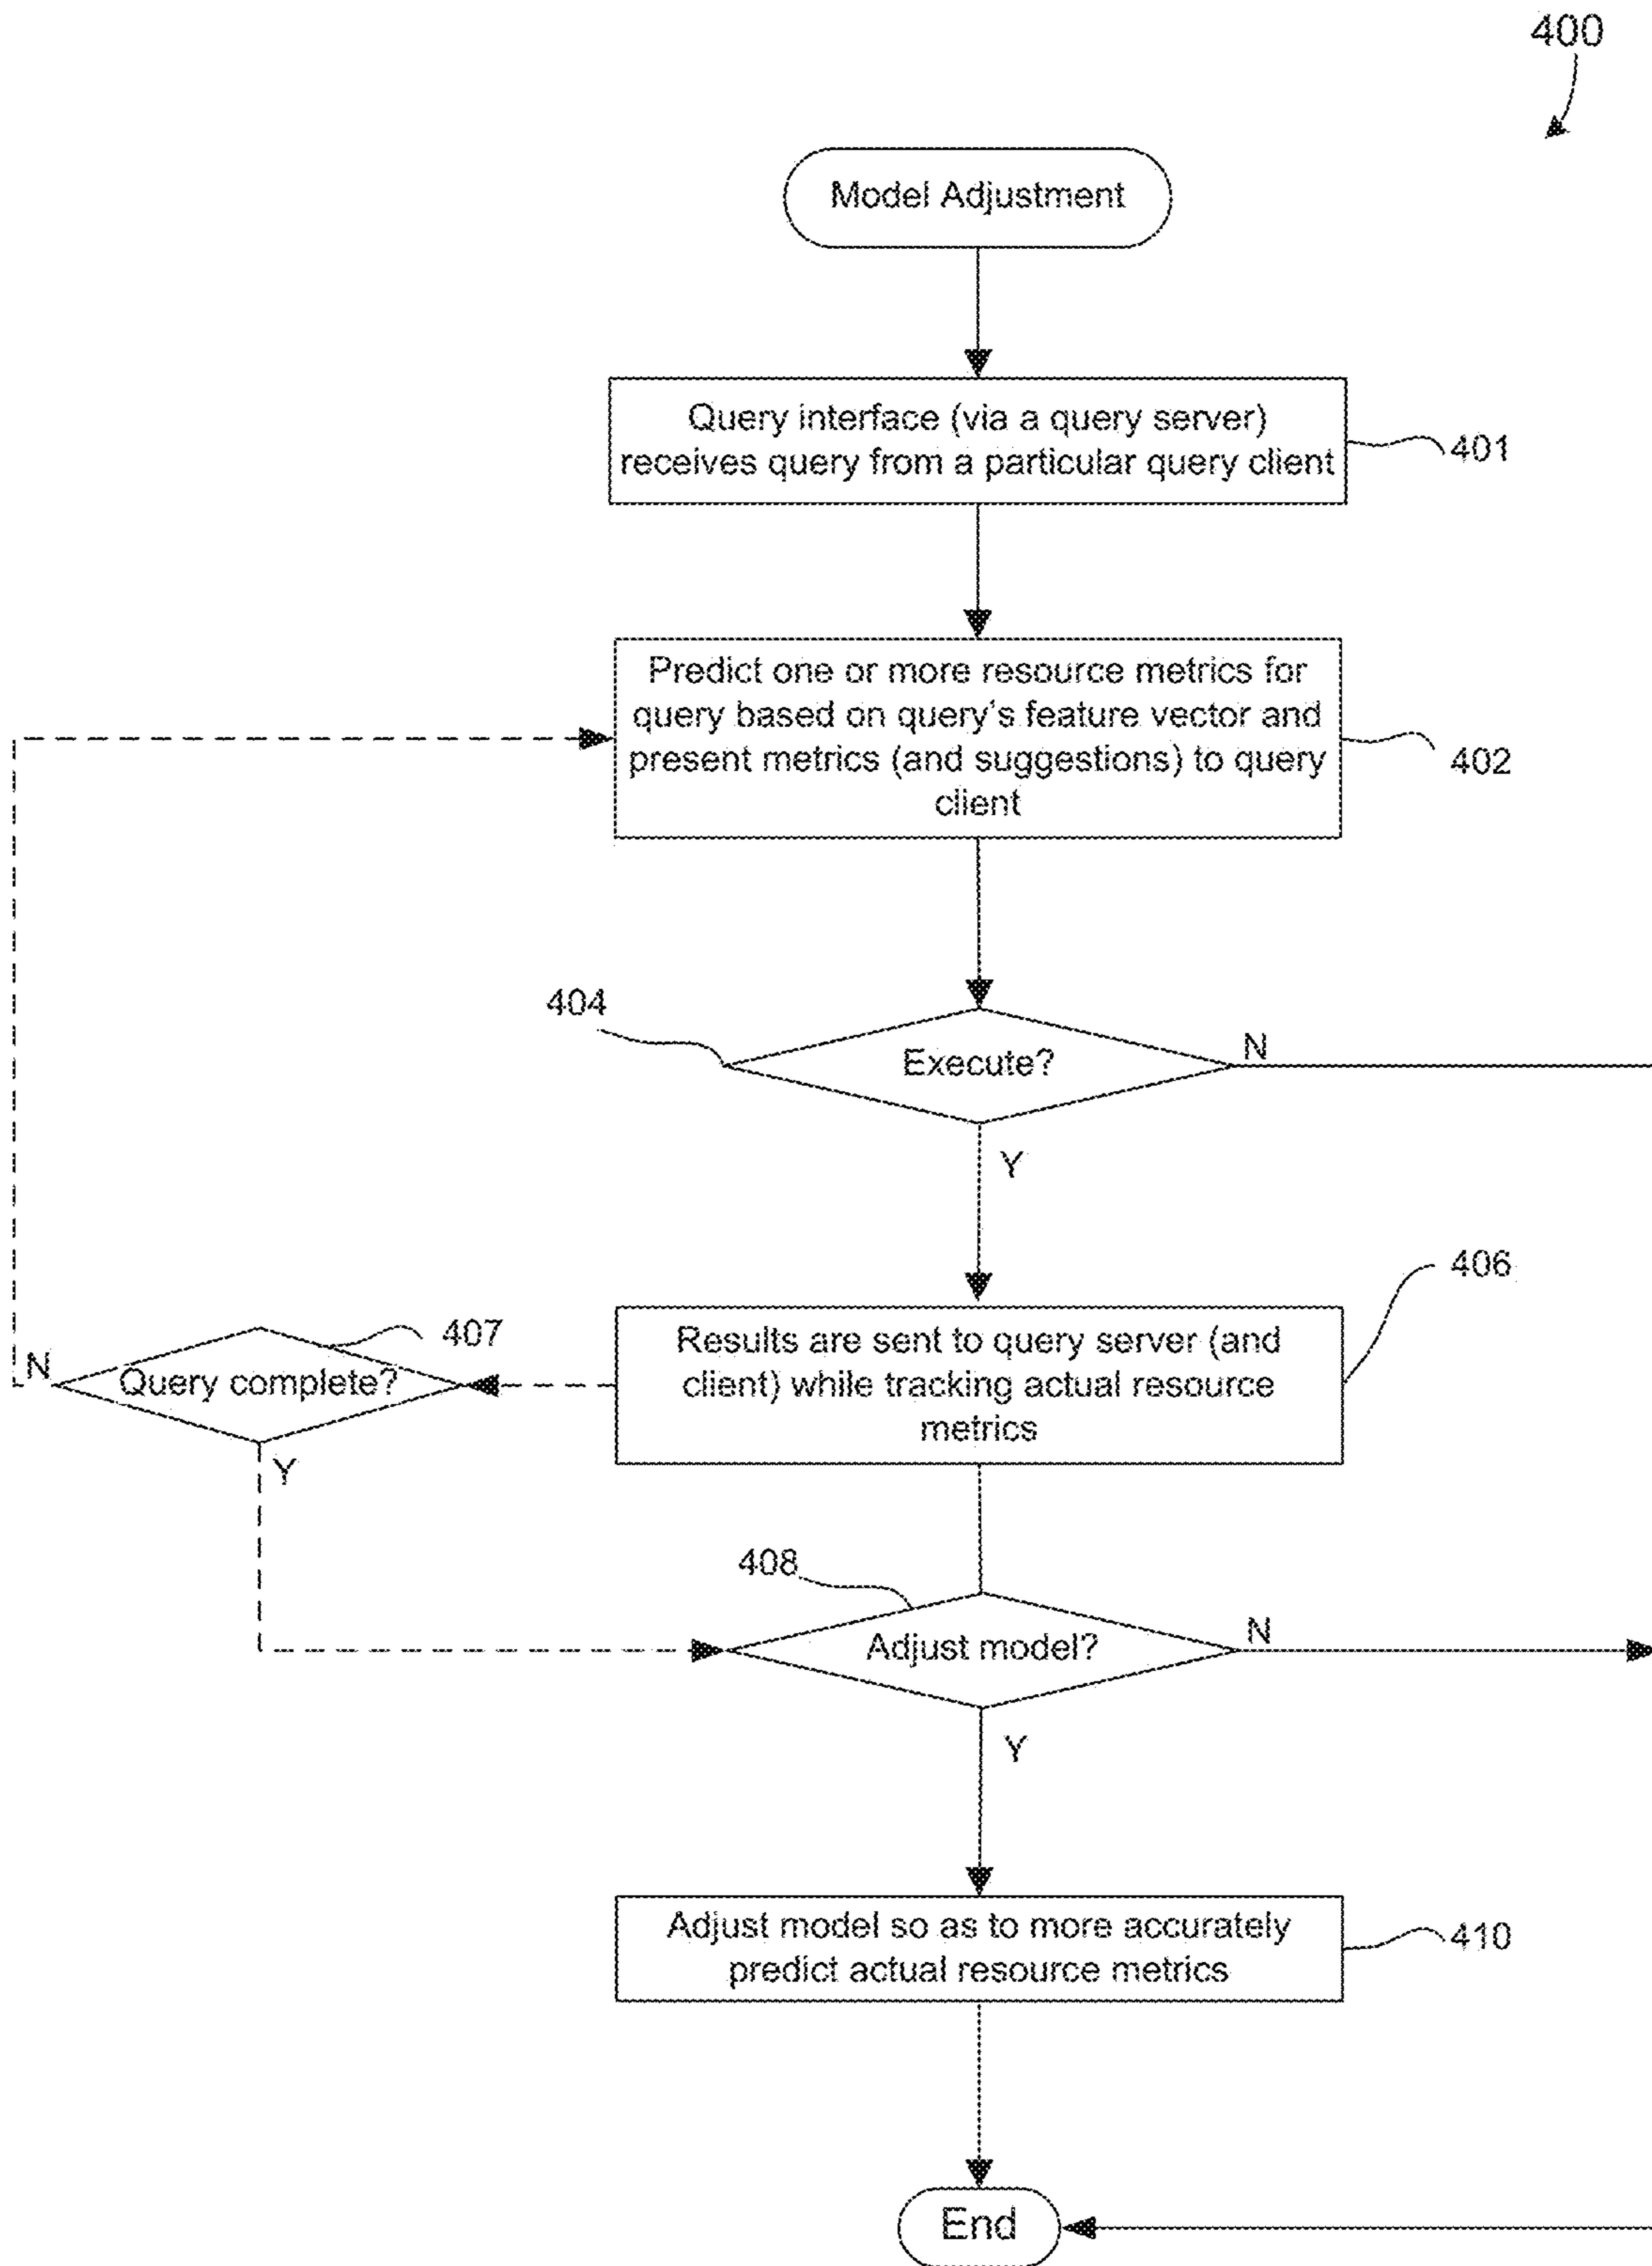 400
Model Adjustment
Query interface (via a query server)
receives query from a particular query client
401
Predict one or more resource metrics for
query based on query's feature vector and
present metrics (and suggestions) to query
client
402
404
Execute?
N
Y
406
Results are sent to query server (and
client) while tracking actual resource
metrics
407
Query complete?
N
Y
408
Adjust model?
N
Y
Adjust model so as to more accurately
predict actual resource metrics
410
End